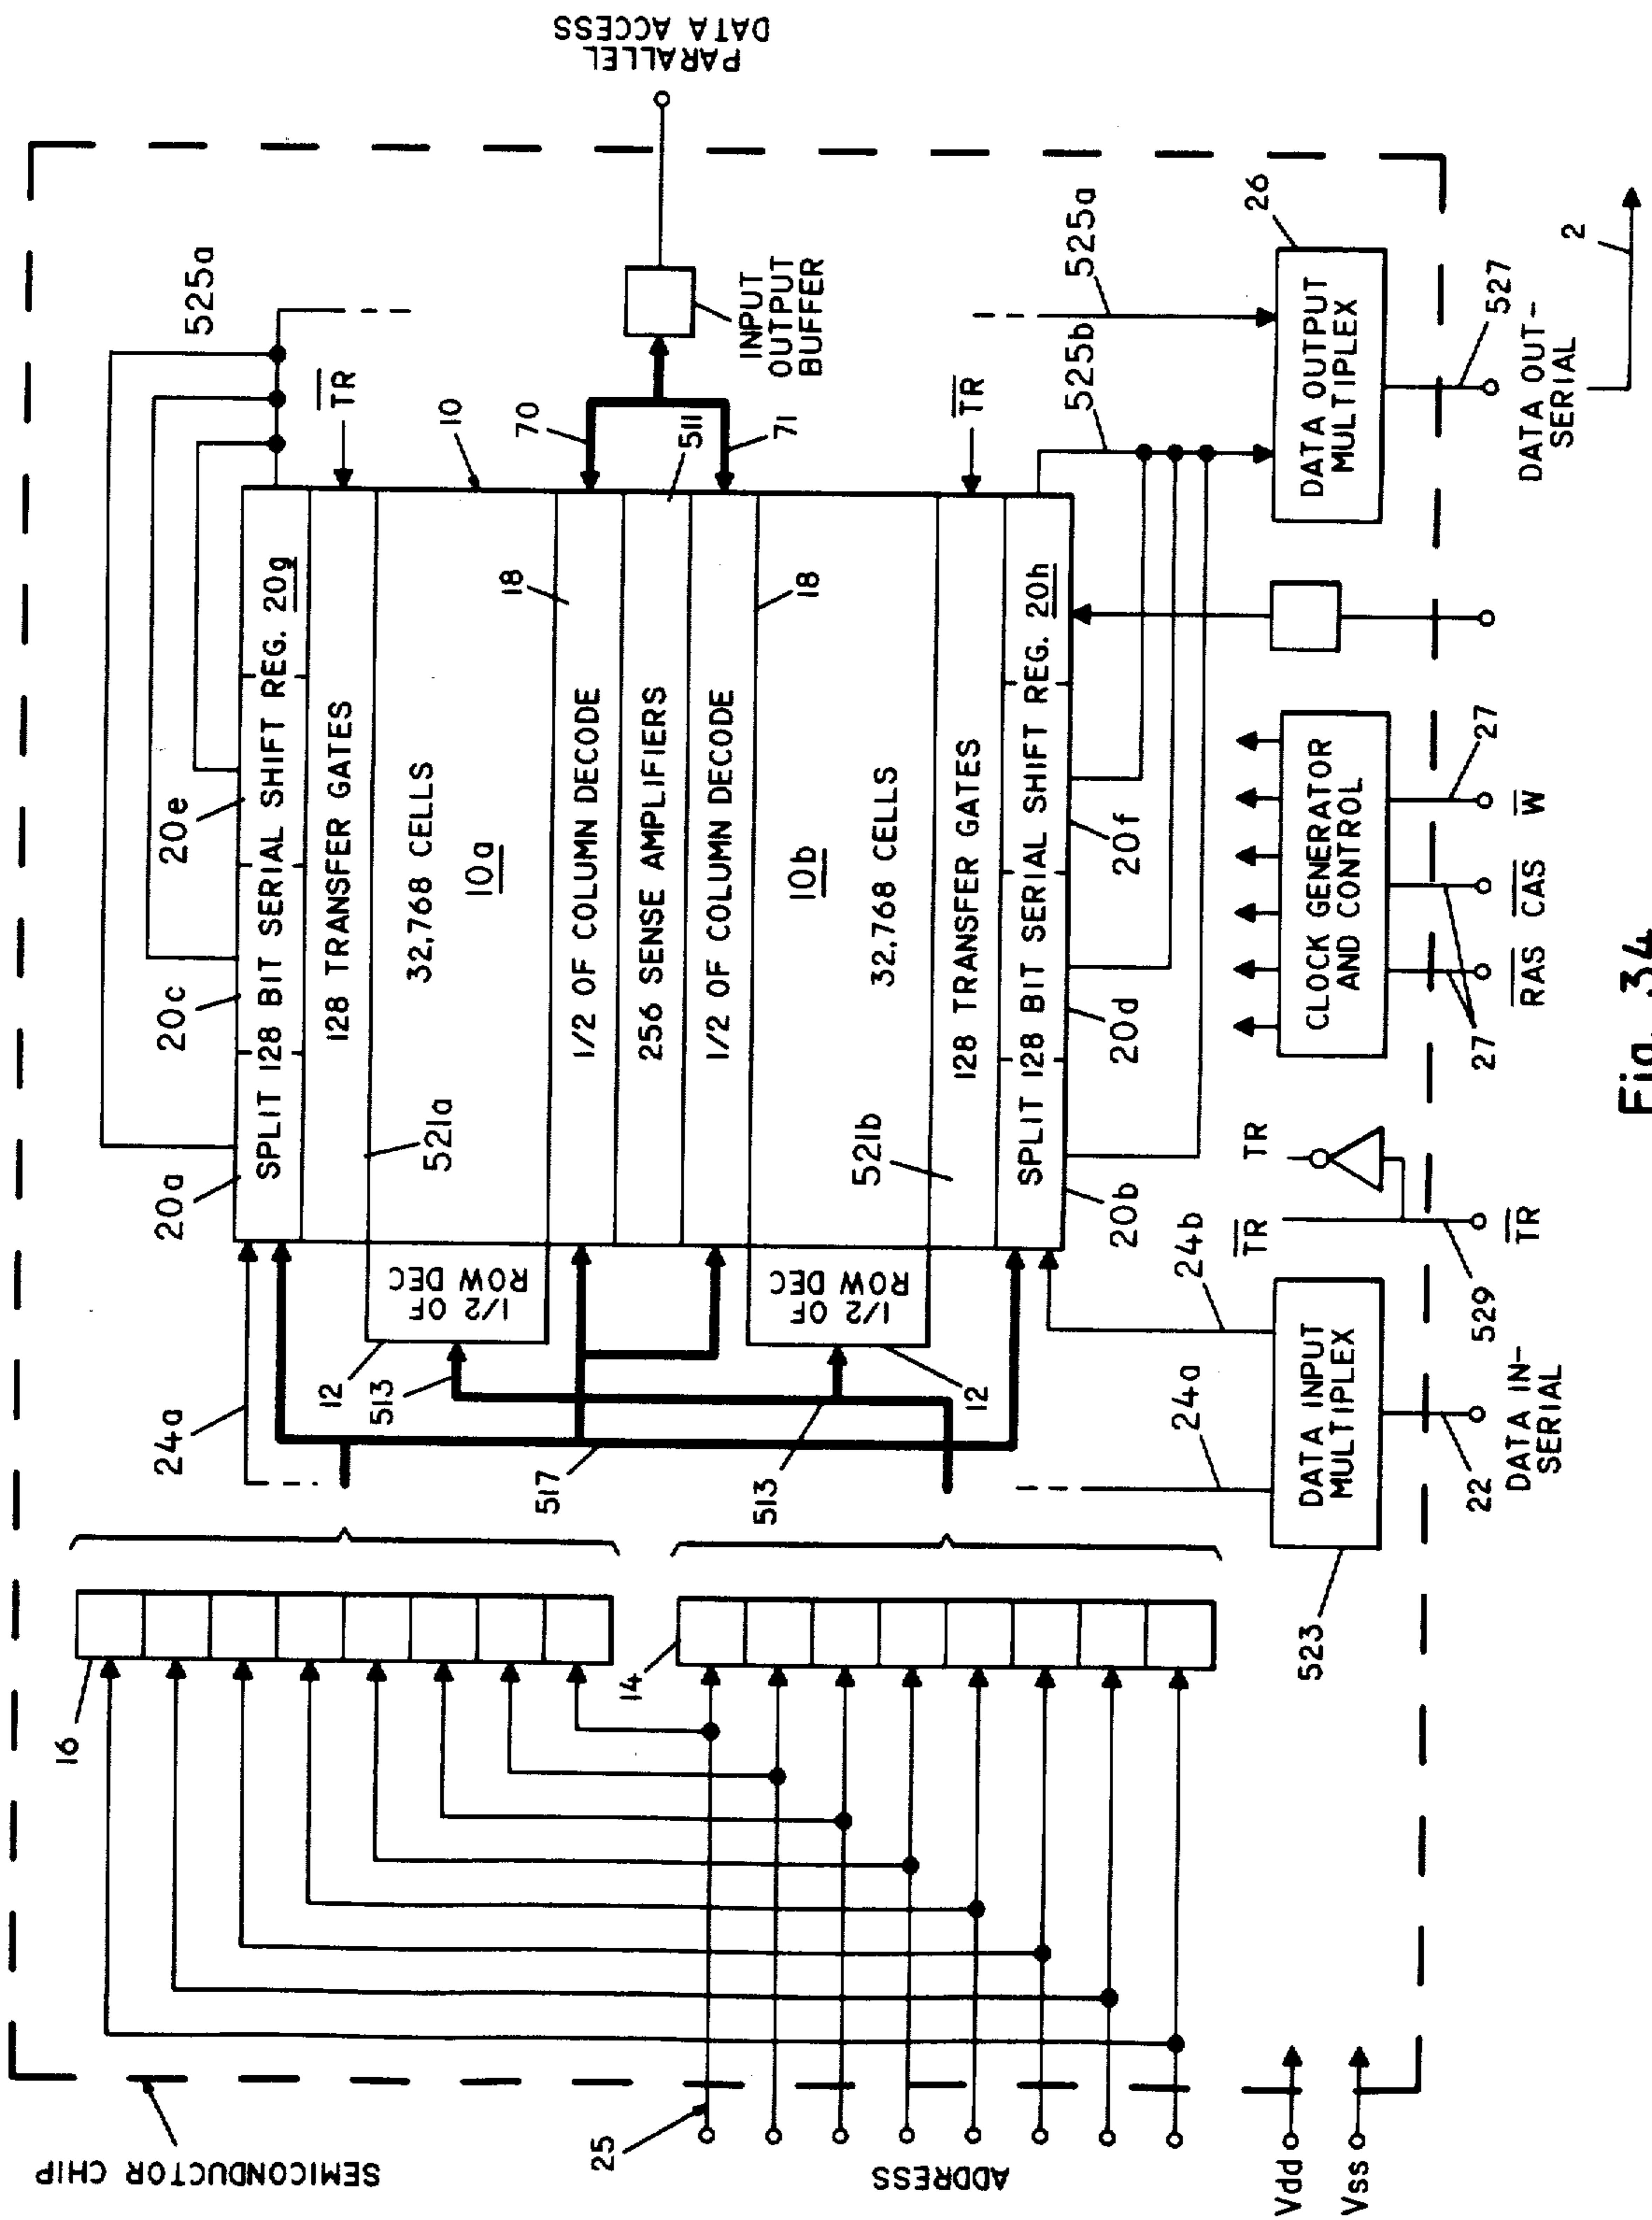 SEMICONDUCTOR CHIP
PARALLEL
DATA ACCESS
525a
20a
20c
20e
SPLIT 128 BIT SERIAL SHIFT REG. 20g
128 TRANSFER GATES
TR
521a
32,768 CELLS
10a
10
16
24a
12
513
1/2 OF
ROW DEC
18
1/2 OF COLUMN DECODE
70
256 SENSE AMPLIFIERS
511
1/2 OF COLUMN DECODE
71
INPUT
OUTPUT
BUFFER
517
14
25
ADDRESS
513
12
1/2 OF
ROW DEC
18
10b
32,768 CELLS
521b
128 TRANSFER GATES
TR
SPLIT 128 BIT SERIAL SHIFT REG. 20h
20b
20d
20f
525b
525a
24a
24b
523
DATA INPUT
MULTIPLEX
TR
TR
CLOCK GENERATOR
AND CONTROL
DATA OUTPUT
MULTIPLEX
26
Vdd
Vss
22
DATA IN-
SERIAL
529
TR
27
RAS
CAS
W
27
527
DATA OUT-
SERIAL
2
Fig. 34